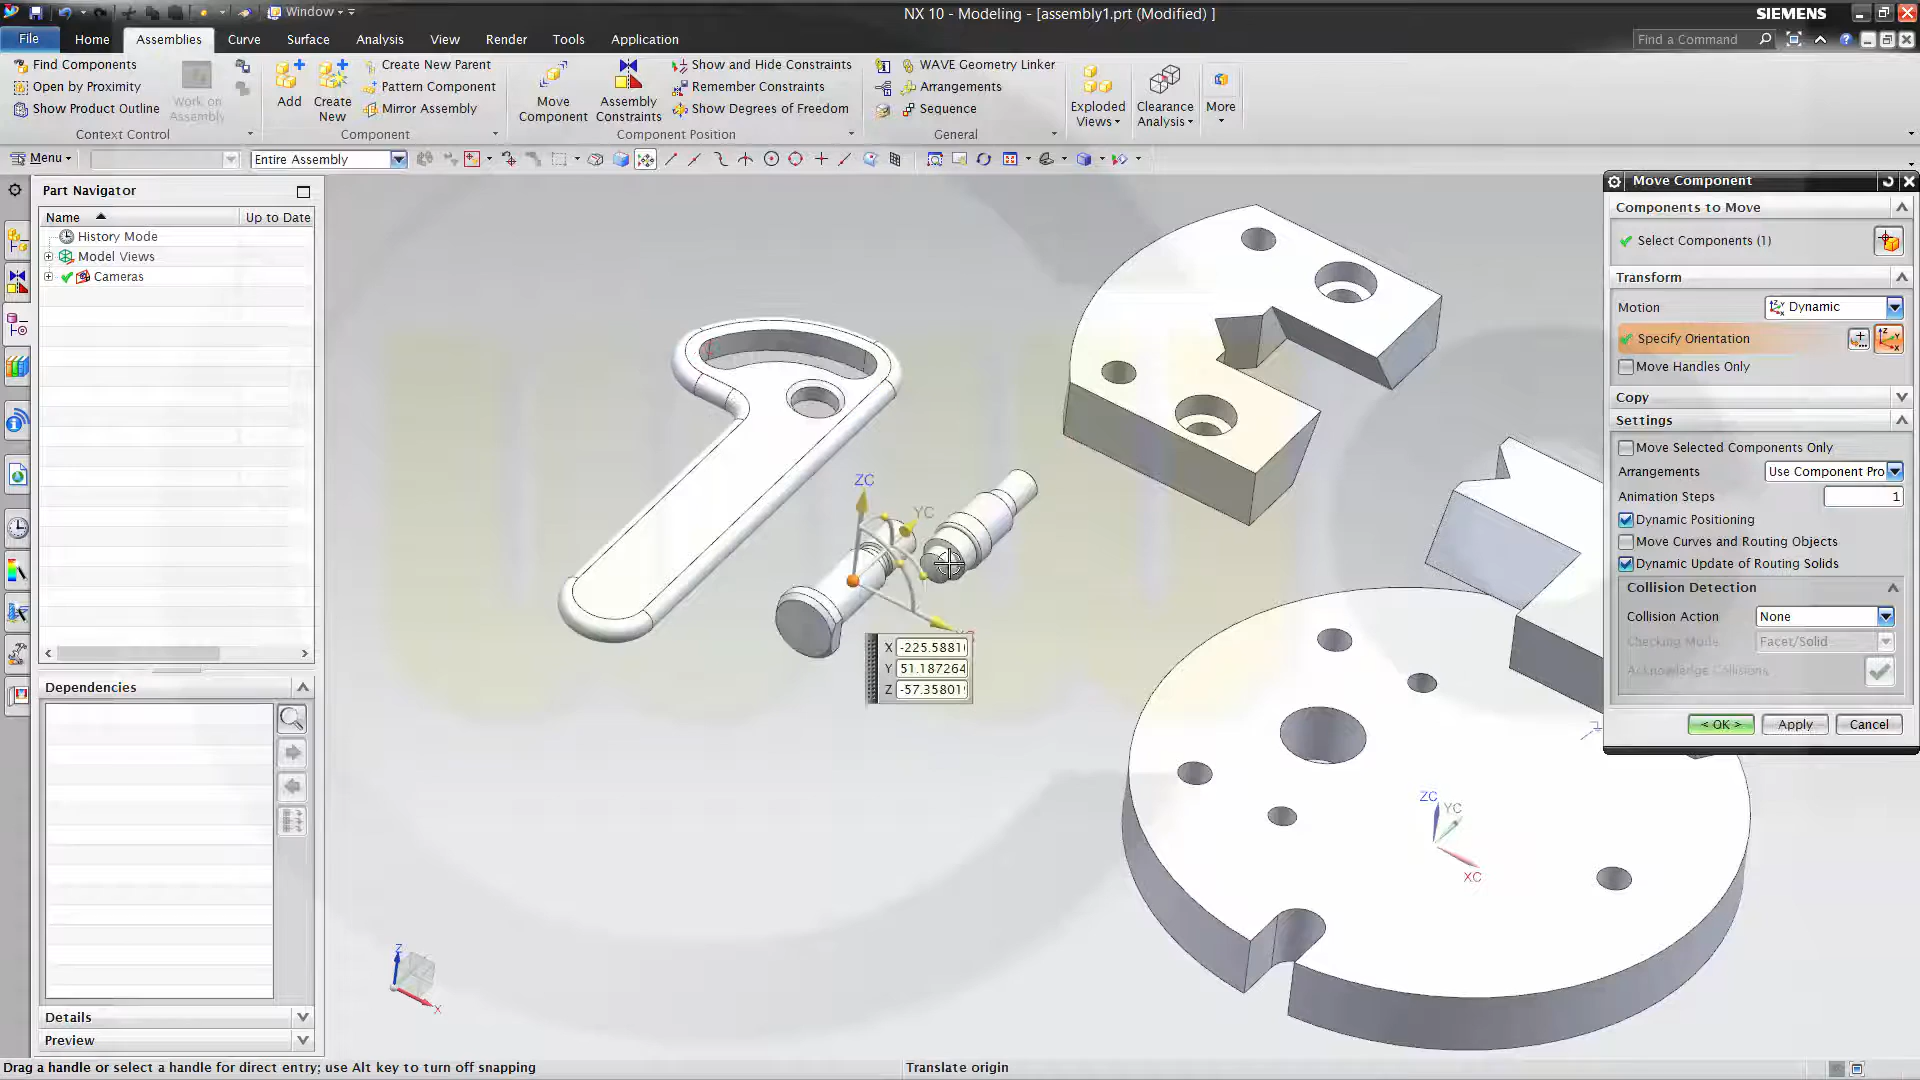 Window
NX 10 - Modeling - [assembly1.prt (Modified) ]
SIEMENS
File
Home
Assemblies
Curve
Surface
Analysis
View
Render
Tools
Application
Find a Command
Find Components
Open by Proximity
Show Product Outline
Work on
Assembly
Context Control
Add
Create
New
Create New Parent
Pattern Component
Mirror Assembly
Component
Move
Component
Assembly
Constraints
Show and Hide Constraints
Remember Constraints
Show Degrees of Freedom
Component Position
WAVE Geometry Linker
Arrangements
Sequence
General
Exploded
Views
Clearance
Analysis
More
Menu
Entire Assembly
Part Navigator
Name
Up to Date
History Mode
Model Views
Cameras
Dependencies
Details
Preview
ZC
YC
X -225.5881
Y 51.187264
Z -57.35801
ZC
YC
XC
Z
X
Move Component
Components to Move
Select Components (1)
Transform
Motion
Dynamic
Specify Orientation
Move Handles Only
Copy
Settings
Move Selected Components Only
Arrangements
Use Component Pro
Animation Steps
1
Dynamic Positioning
Move Curves and Routing Objects
Dynamic Update of Routing Solids
Collision Detection
Collision Action
None
Checking Mode
Facet/Solid
Acknowledge Collisions
< OK >
Apply
Cancel
Drag a handle or select a handle for direct entry; use Alt key to turn off snapping
Translate origin